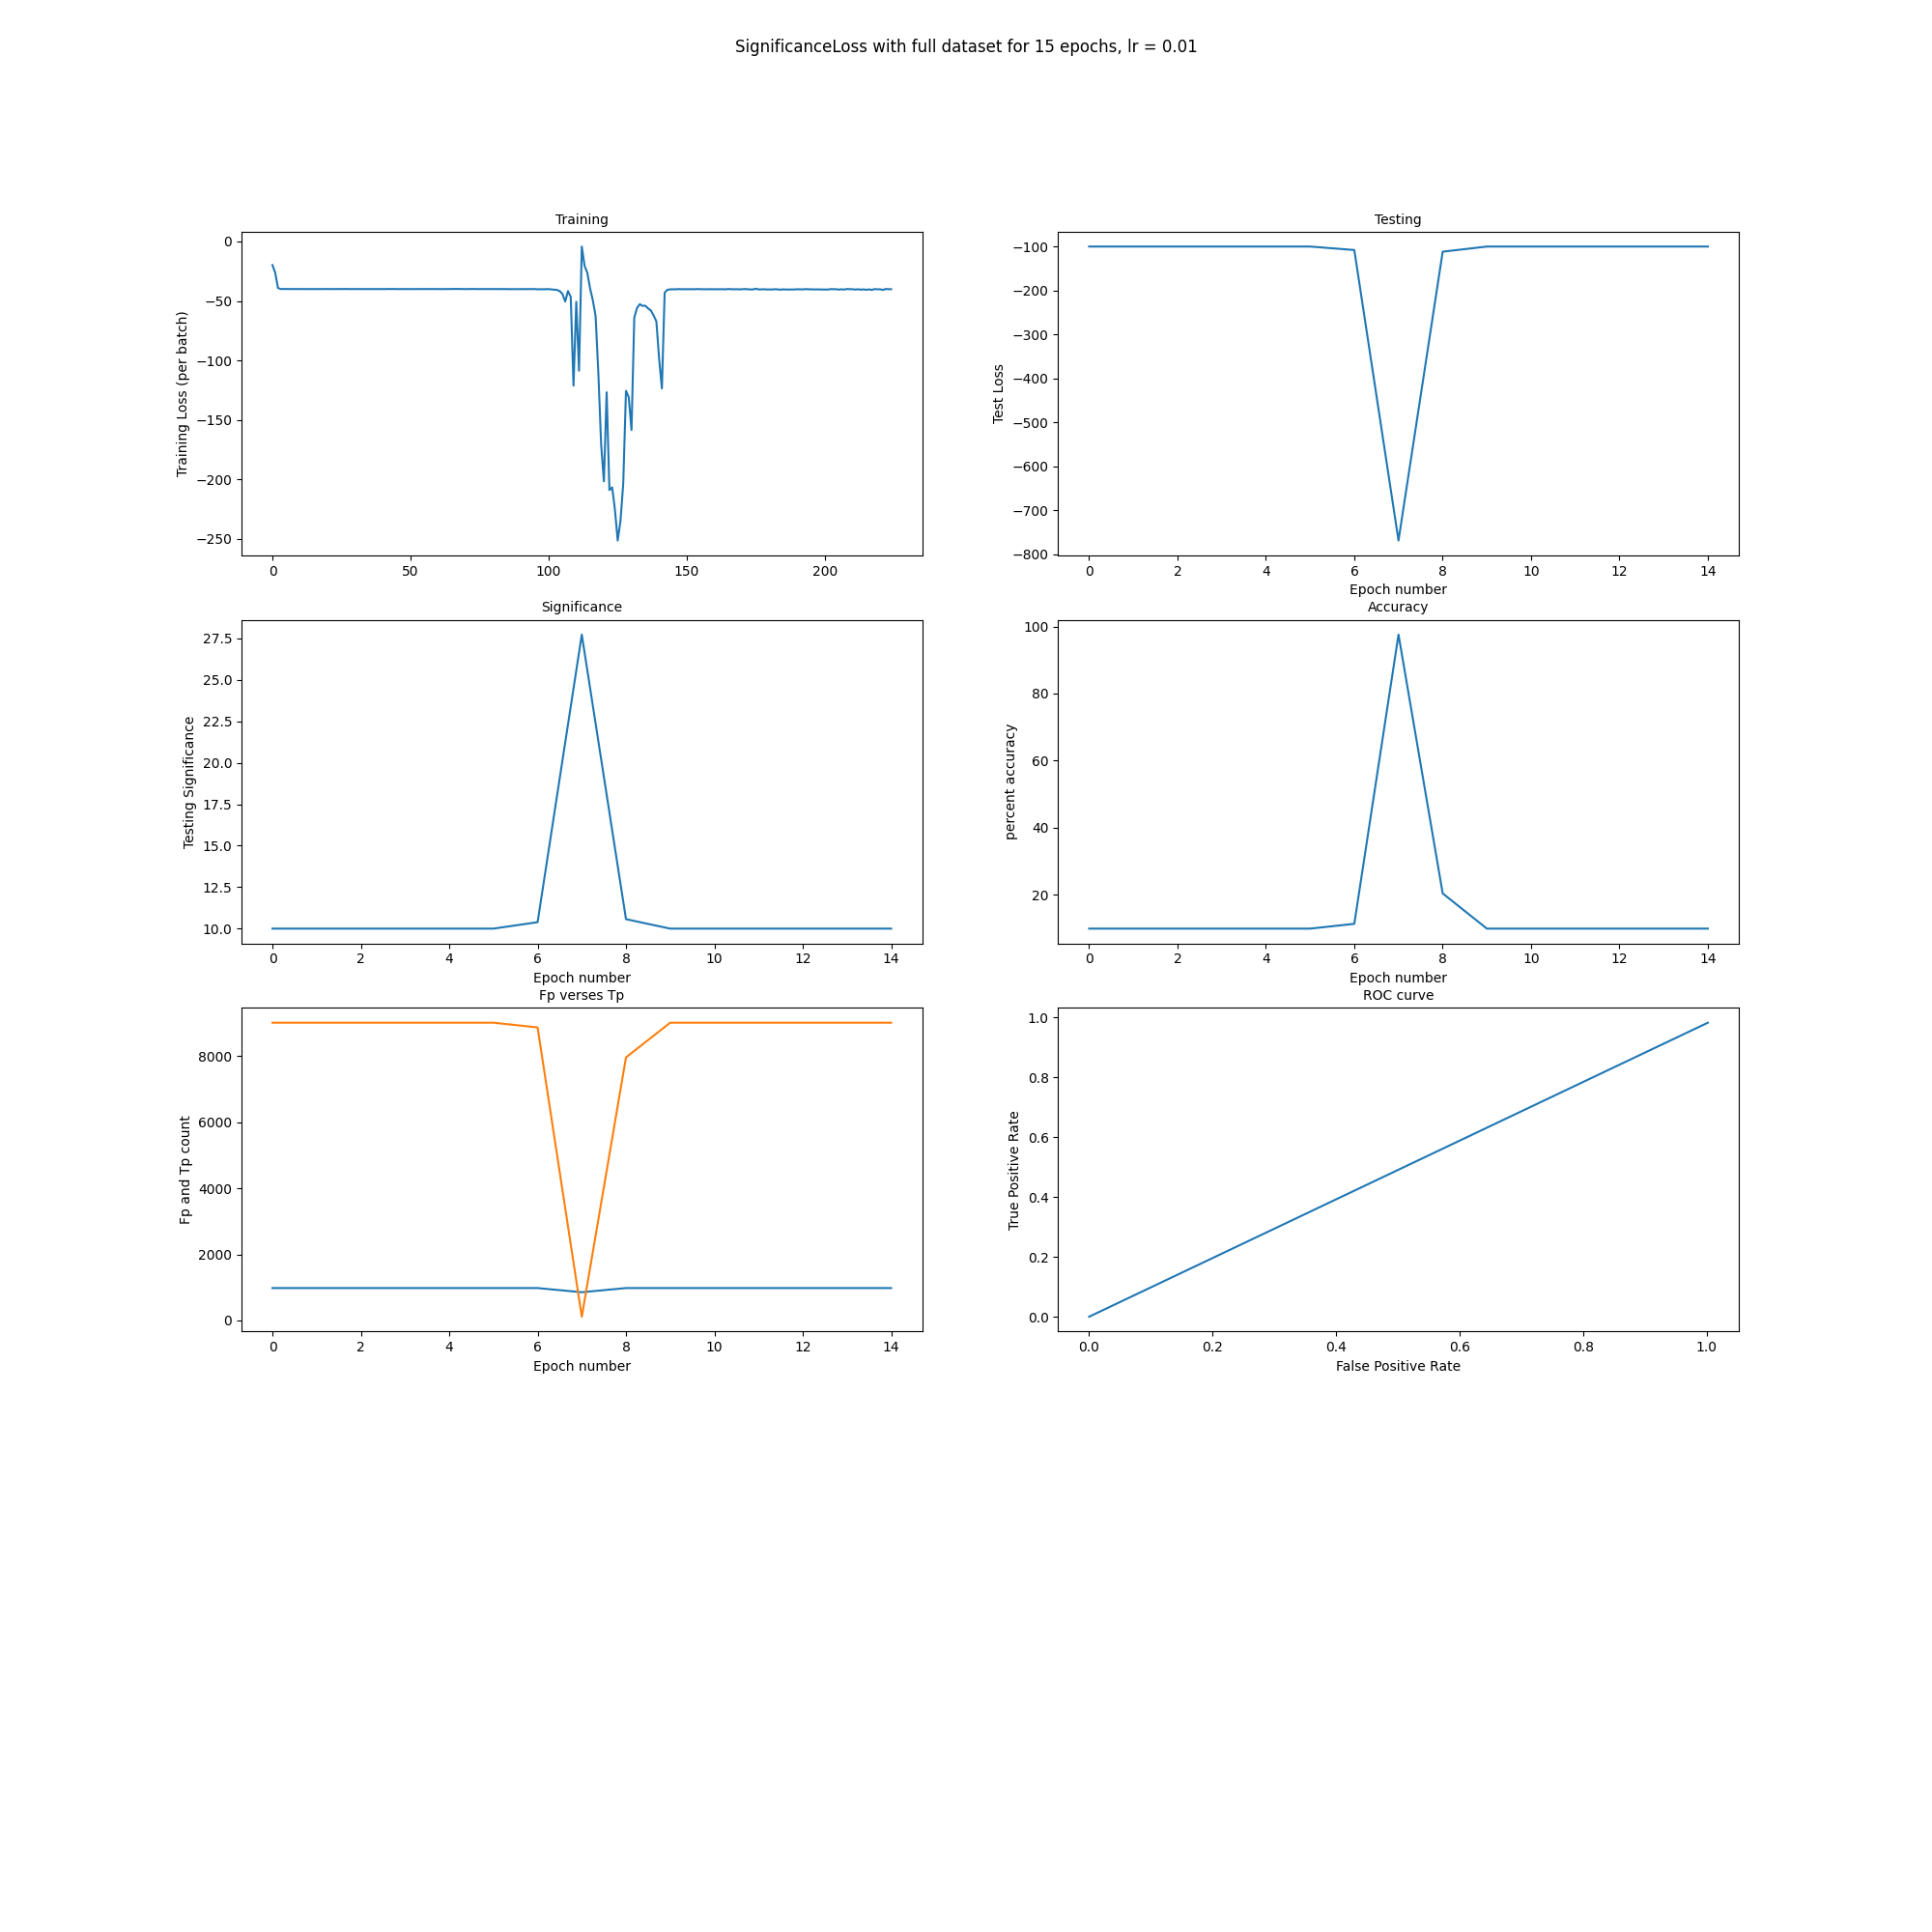 SignificanceLoss with full dataset for 15 epochs, lr = 0.01
Training
Training Loss (per batch)
0
−50
−100
−150
−200
−250
0 50 100 150 200
Testing
Test Loss
−100
−200
−300
−400
−500
−600
−700
−800
0 2 4 6 8 10 12 14
Epoch number
Significance
Testing Significance
27.5
25.0
22.5
20.0
17.5
15.0
12.5
10.0
0 2 4 6 8 10 12 14
Epoch number
Accuracy
percent accuracy
100
80
60
40
20
0 2 4 6 8 10 12 14
Epoch number
Fp verses Tp
Fp and Tp count
8000
6000
4000
2000
0
0 2 4 6 8 10 12 14
Epoch number
ROC curve
True Positive Rate
1.0
0.8
0.6
0.4
0.2
0.0
0.0 0.2 0.4 0.6 0.8 1.0
False Positive Rate